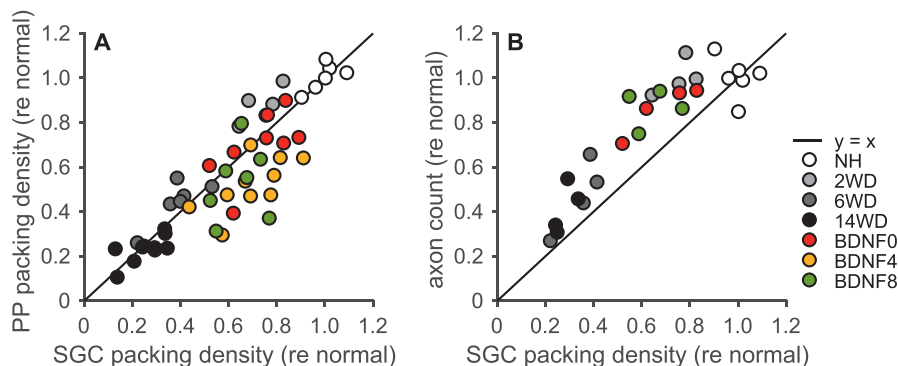 A
1.2
1.0
0.8
0.6
0.4
0.2
0
0 0.2 0.4 0.6 0.8 1.0 1.2
PP packing density (re normal)
SGC packing density (re normal)
B
1.2
1.0
0.8
0.6
0.4
0.2
0
0 0.2 0.4 0.6 0.8 1.0 1.2
axon count (re normal)
SGC packing density (re normal)
y = x
NH
2WD
6WD
14WD
BDNF0
BDNF4
BDNF8